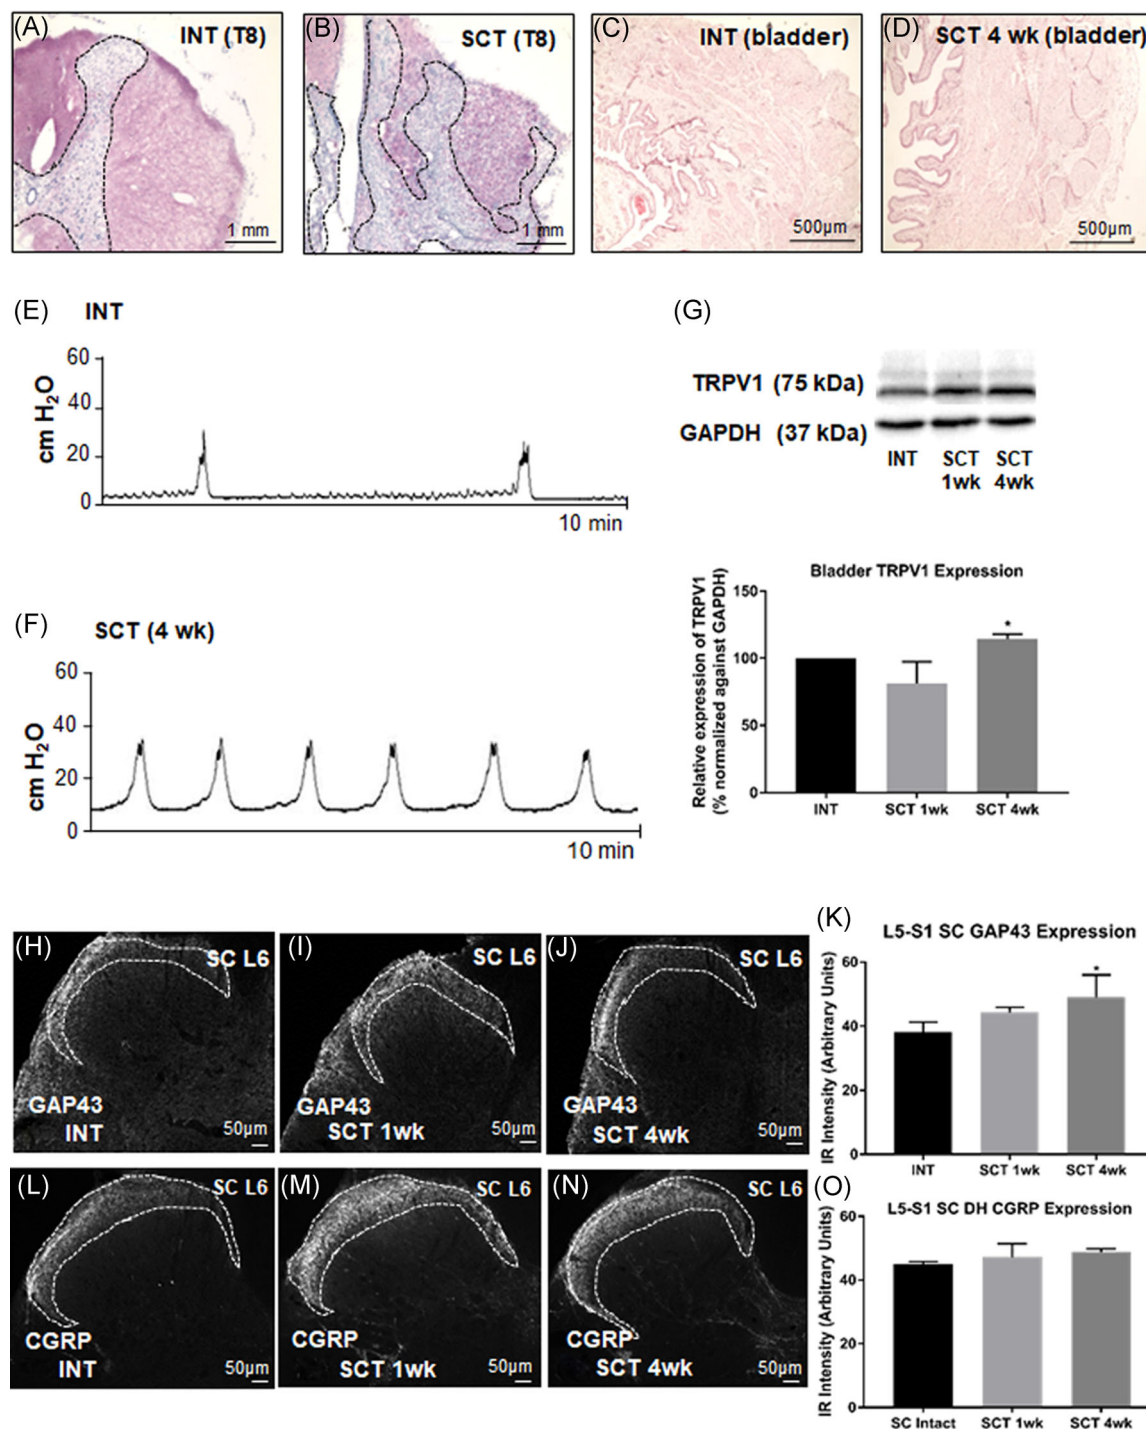 (A) INT (T8)
1 mm
(B) SCT (T8)
1 mm
(C) INT (bladder)
500µm
(D) SCT 4 wk (bladder)
500µm
(E) INT
60
40
20
0
cm H2O
10 min
(F) SCT (4 wk)
60
40
20
0
cm H2O
10 min
(G)
TRPV1 (75 kDa)
GAPDH (37 kDa)
INT SCT SCT
1wk 4wk
Bladder TRPV1 Expression
Relative expression of TRPV1
(% normalized against GAPDH)
150
100
50
0
*
INT SCT 1wk SCT 4wk
(H) SC L6
GAP43
INT
50µm
(I) SC L6
GAP43
SCT 1wk
50µm
(J) SC L6
GAP43
SCT 4wk
50µm
(K)
L5-S1 SC GAP43 Expression
IR Intensity (Arbitrary Units)
60
40
20
0
*
INT SCT 1wk SCT 4wk
(L) SC L6
CGRP
INT
50µm
(M) SC L6
CGRP
SCT 1wk
50µm
(N) SC L6
CGRP
SCT 4wk
50µm
(O)
L5-S1 SC DH CGRP Expression
IR Intensity (Arbitrary Units)
60
40
20
0
SC Intact SCT 1wk SCT 4wk